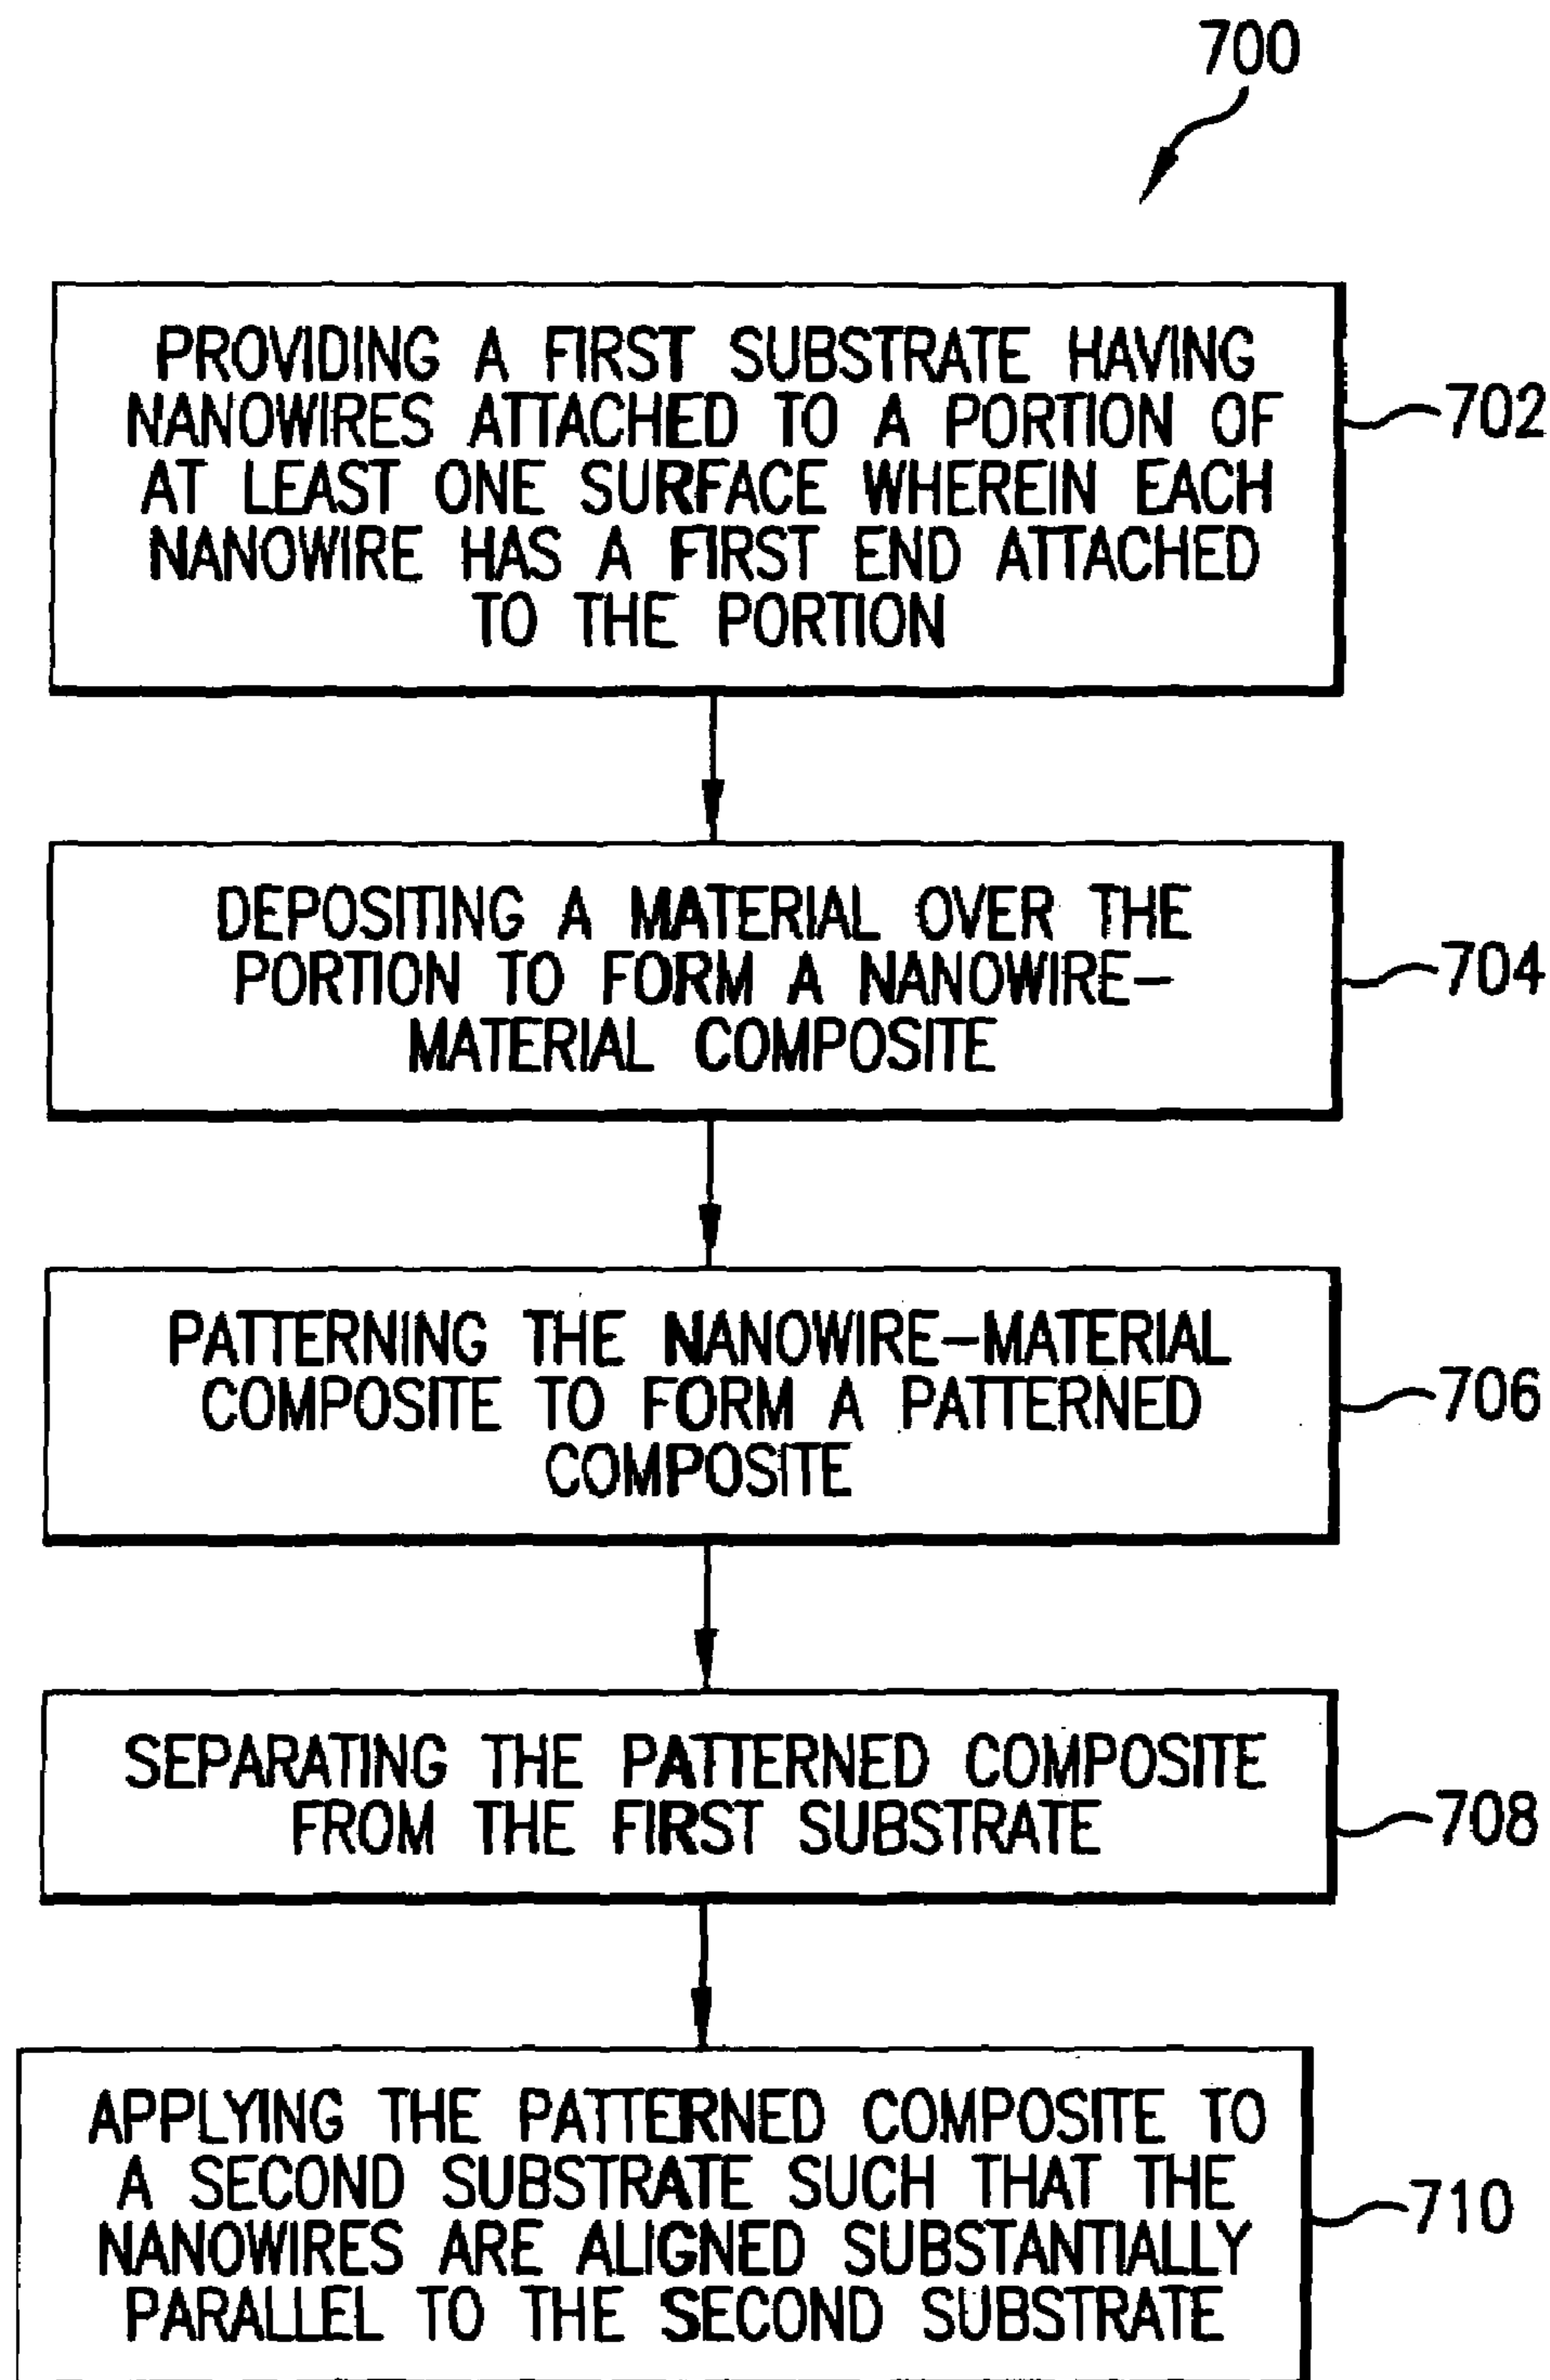 700
PROVIDING A FIRST SUBSTRATE HAVING
NANOWIRES ATTACHED TO A PORTION OF
AT LEAST ONE SURFACE WHEREIN EACH
NANOWIRE HAS A FIRST END ATTACHED
TO THE PORTION
702
DEPOSITING A MATERIAL OVER THE
PORTION TO FORM A NANOWIRE–
MATERIAL COMPOSITE
704
PATTERNING THE NANOWIRE–MATERIAL
COMPOSITE TO FORM A PATTERNED
COMPOSITE
706
SEPARATING THE PATTERNED COMPOSITE
FROM THE FIRST SUBSTRATE
708
APPLYING THE PATTERNED COMPOSITE TO
A SECOND SUBSTRATE SUCH THAT THE
NANOWIRES ARE ALIGNED SUBSTANTIALLY
PARALLEL TO THE SECOND SUBSTRATE
710